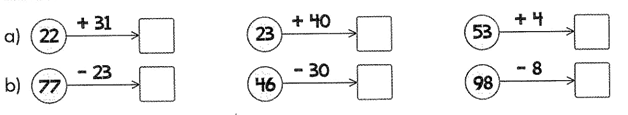 a) 22 + 31 23 + 40 53 + 4
b) 77 - 23 46 - 30 98 - 8